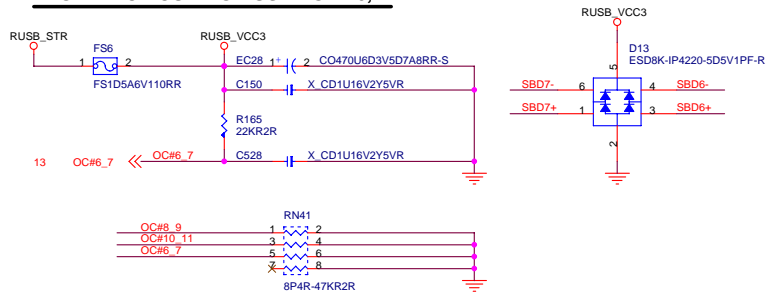 RUSB_STR
RUSB_VCC3
RUSB_VCC3
FS6
1
2
FS1D5A6V110RR
EC28 1 + 2 CO470U6D3V5D7A8RR-S
C150 X_CD1U16V2Y5VR
R165
22KR2R
13 OC#6_7 OC#6_7
C528 X_CD1U16V2Y5VR
D13
ESD8K-IP4220-5D5V1PF-R
5
SBD7- 6 4 SBD6-
SBD7+ 1 3 SBD6+
2
RN41
OC#8_9 1 2
OC#10_11 3 4
OC#6_7 5 6
7 8
8P4R-47KR2R